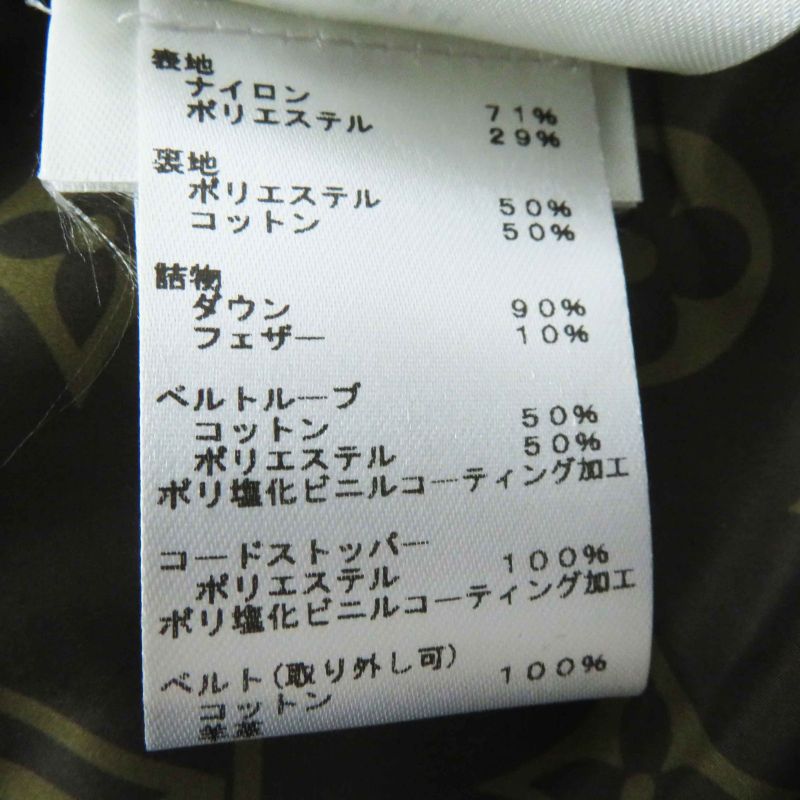 表地
ナイロン 71%
ポリエステル 29%
裏地
ポリエステル 50%
コットン 50%
詰物
ダウン 90%
フェザー 10%
ベルトループ
コットン 50%
ポリエステル 50%
ポリ塩化ビニルコーティング加工
コードストッパー
ポリエステル 100%
ポリ塩化ビニルコーティング加工
ベルト(取り外し可)
コットン 100%